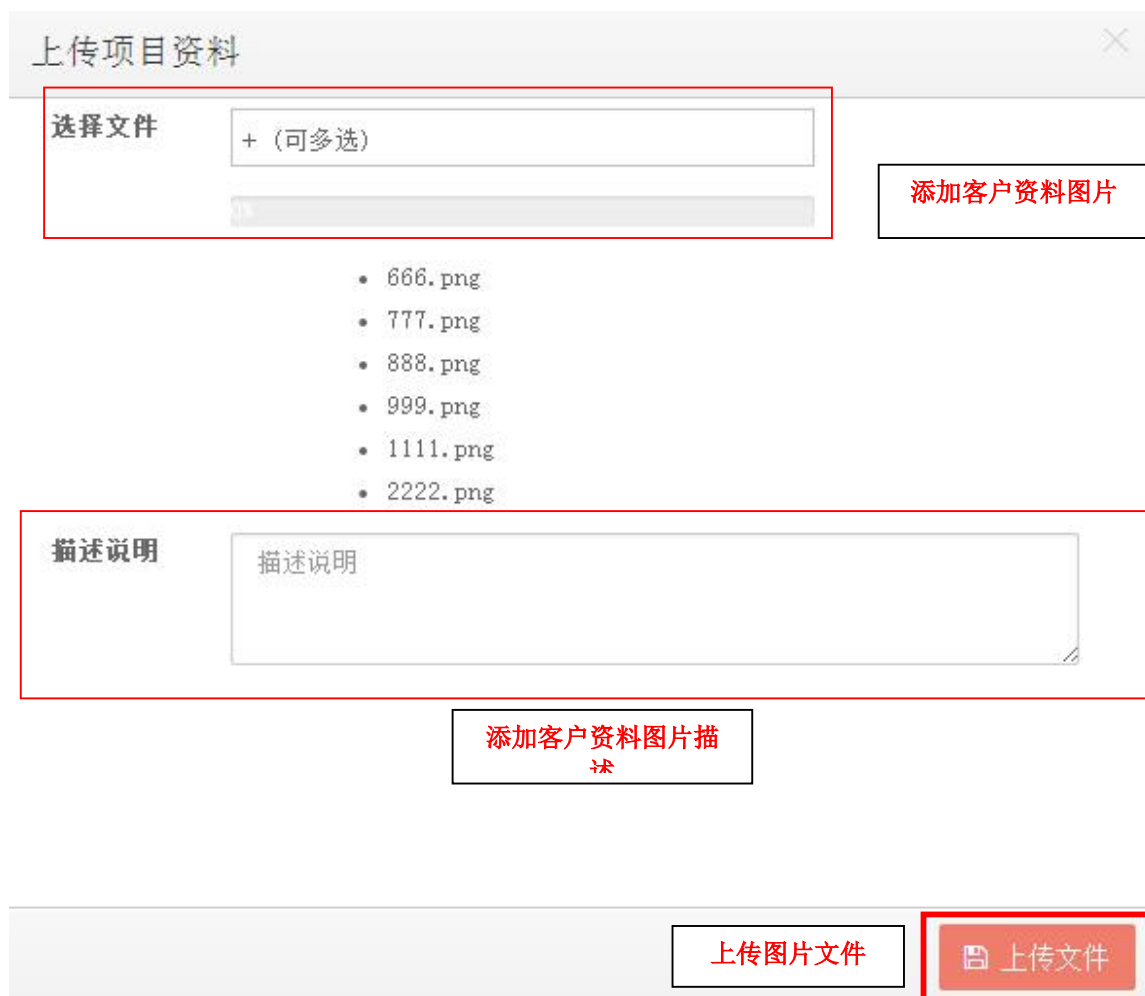 上传项目资料
选择文件
+ (可多选)
添加客户资料图片
666.png
777.png
888.png
999.png
1111.png
2222.png
描述说明
描述说明
添加客户资料图片描
述
上传图片文件
上传文件